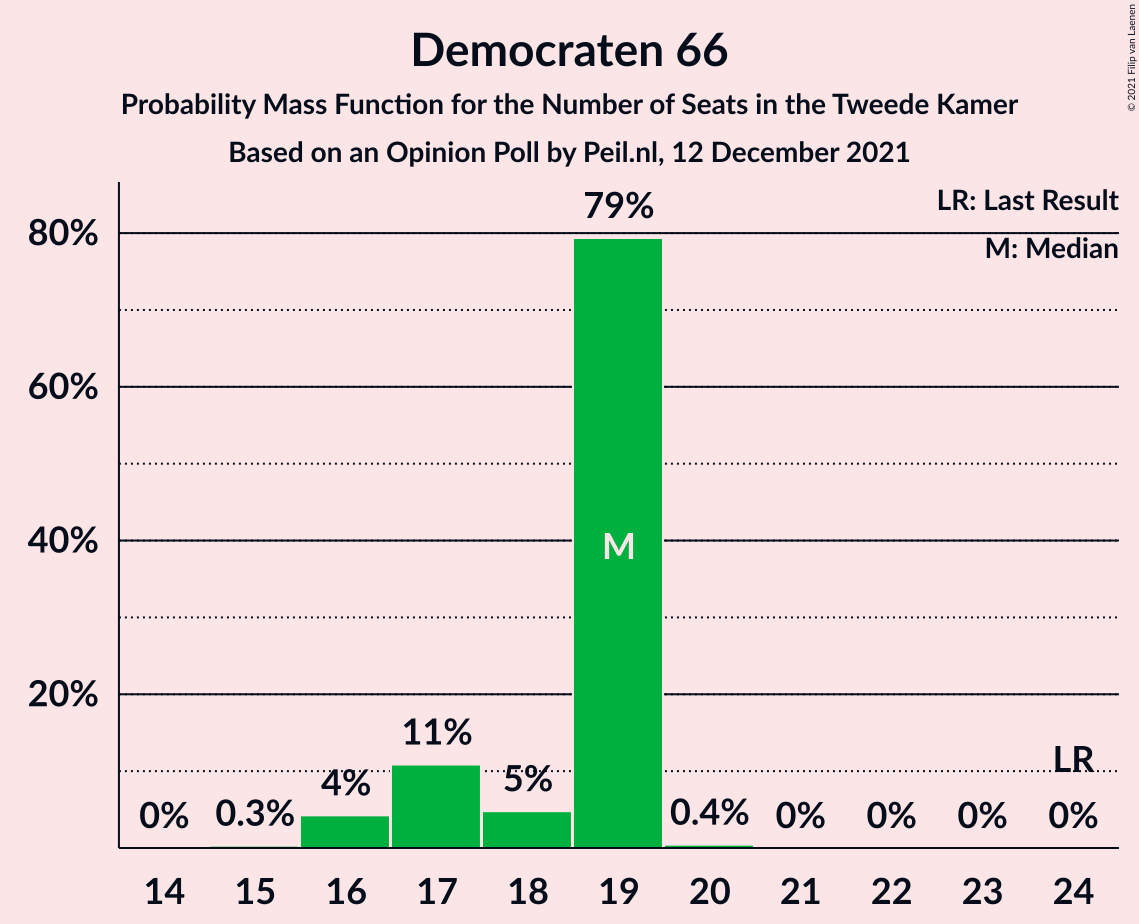 Democraten 66
Probability Mass Function for the Number of Seats in the Tweede Kamer
Based on an Opinion Poll by Peil.nl, 12 December 2021
© 2021 Filip van Laenen
LR: Last Result
M: Median
80%
60%
40%
20%
0%
0.3%
4%
11%
5%
79%
M
0.4%
0%
0%
0%
LR
0%
14 15 16 17 18 19 20 21 22 23 24